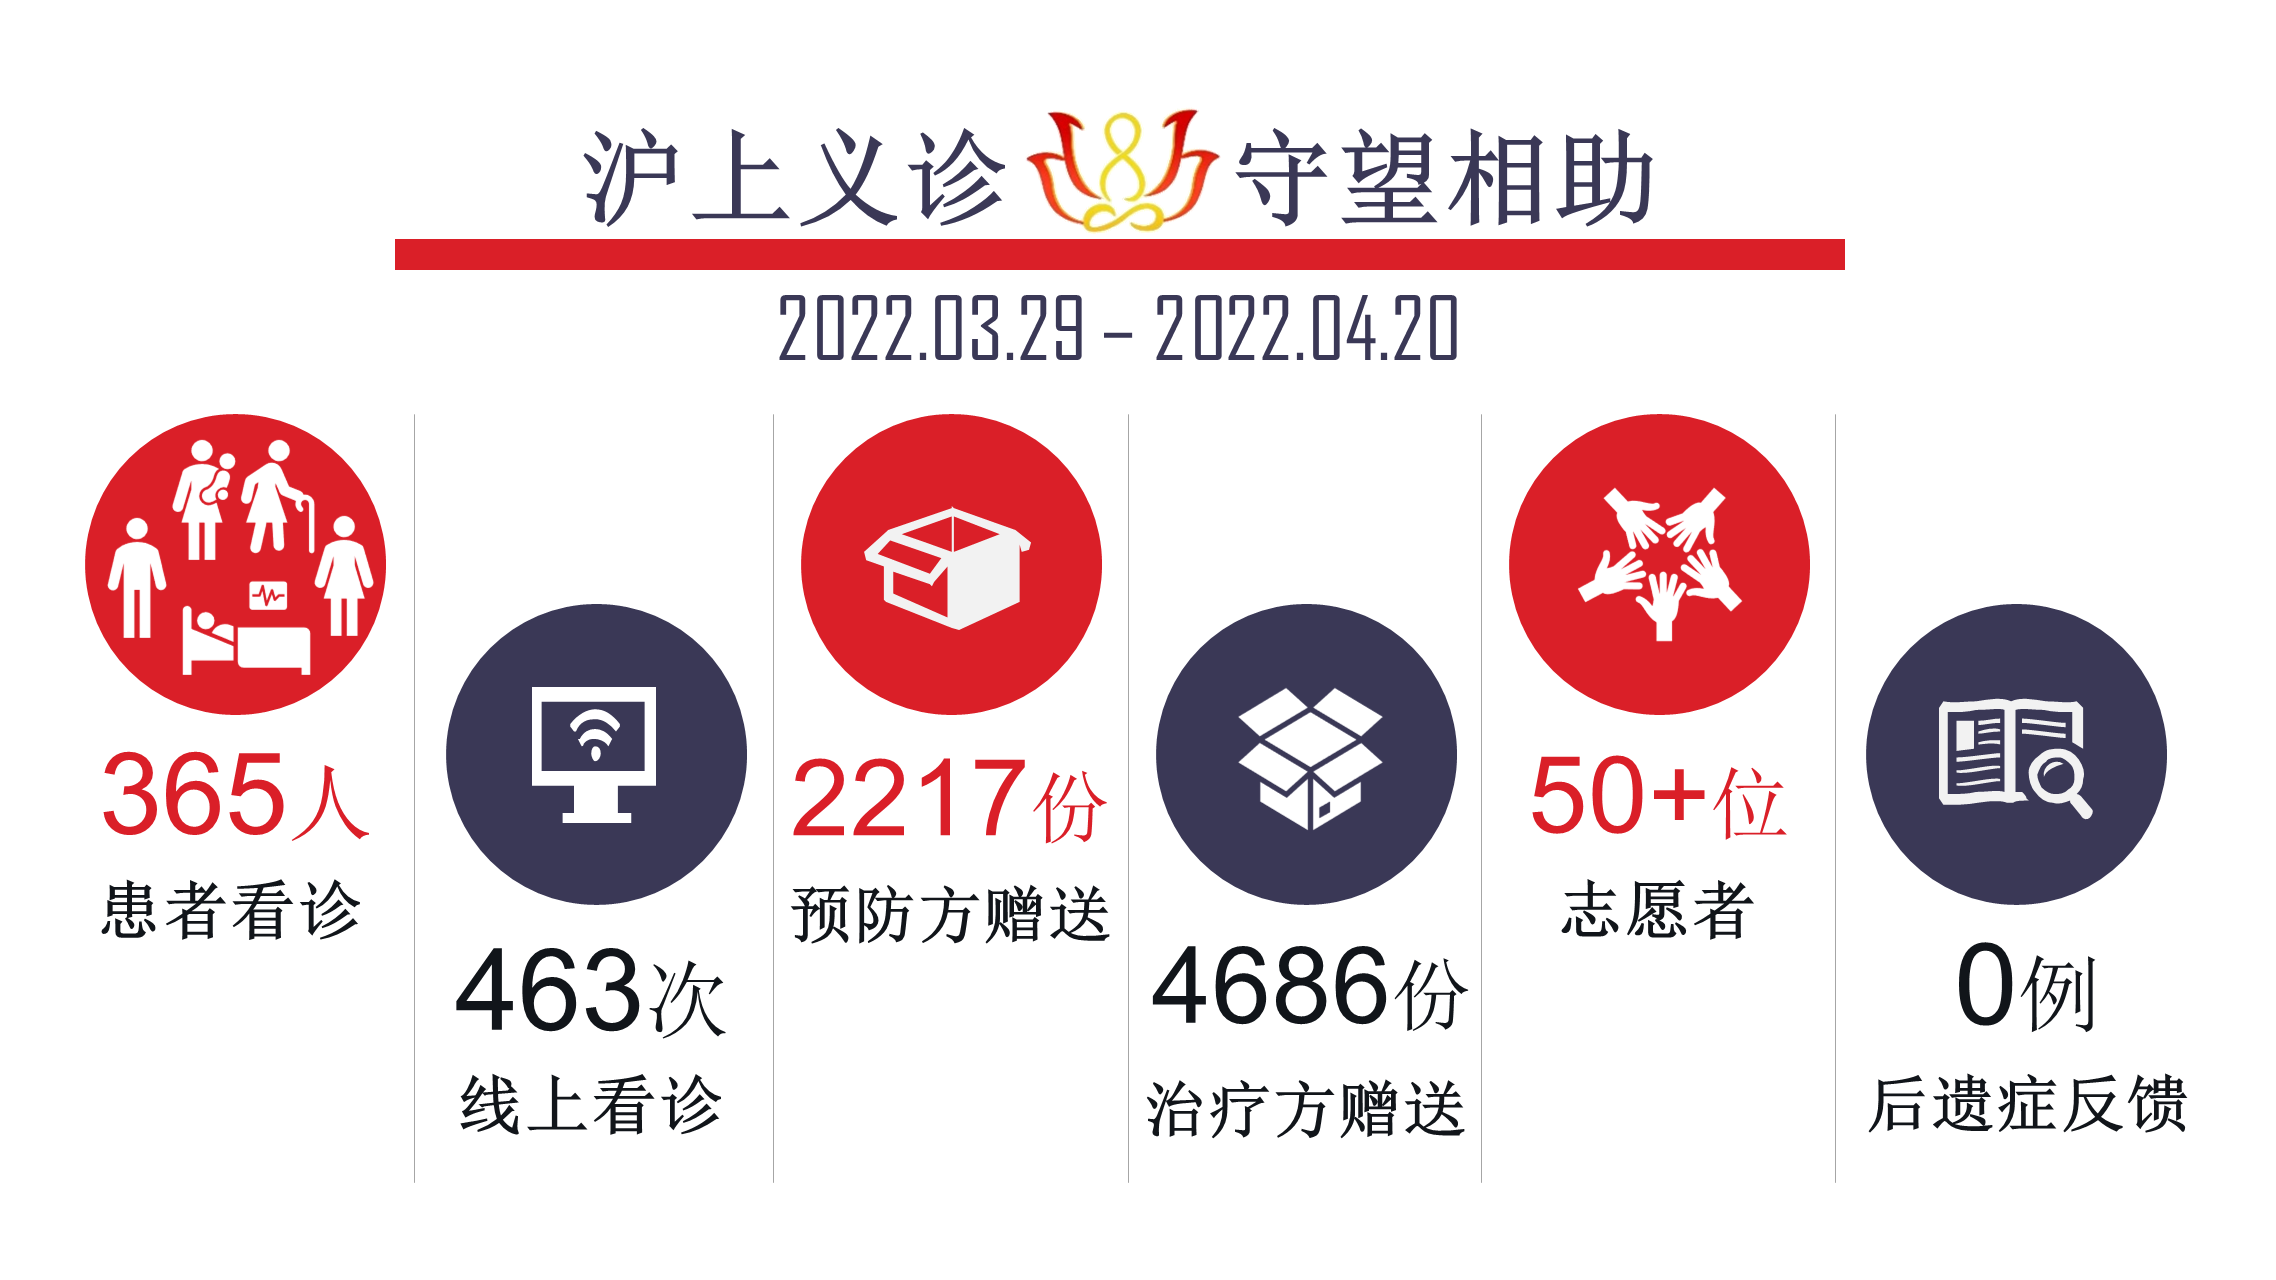 沪上义诊 守望相助
2022.03.29 – 2022.04.20
365人
患者看诊
463次
线上看诊
2217份
预防方赠送
4686份
治疗方赠送
50+位
志愿者
0例
后遗症反馈